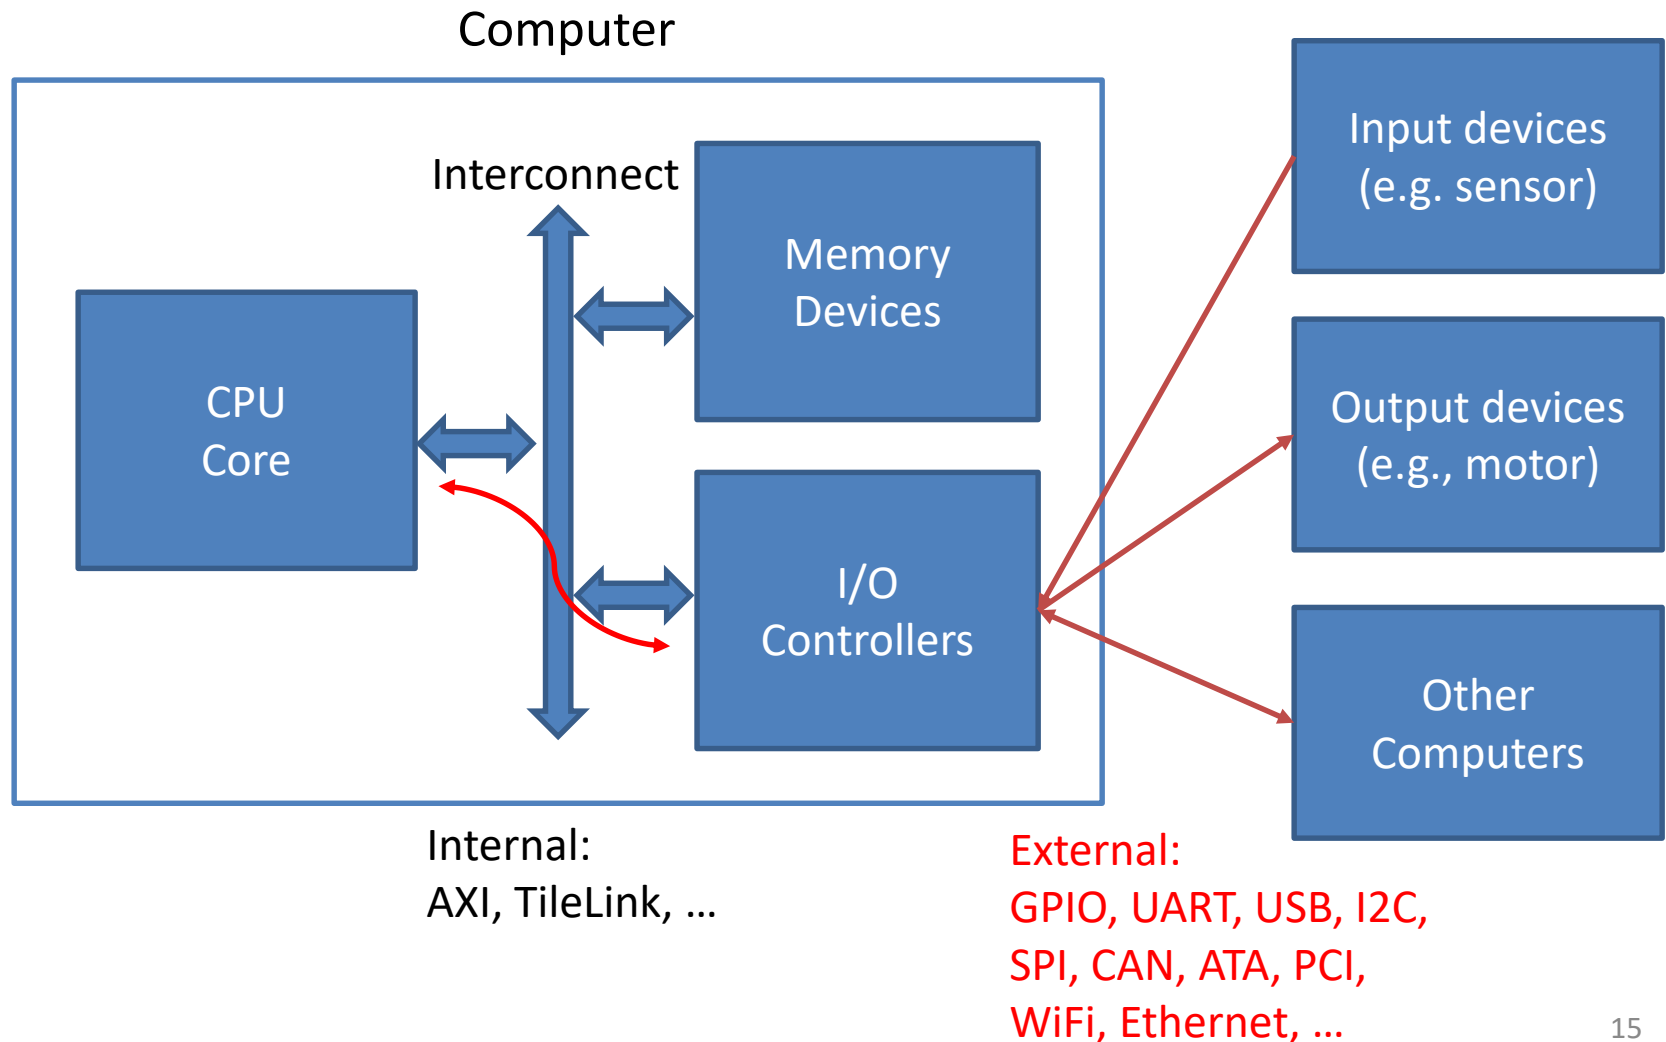 Computer
Interconnect
CPU
Core
Memory
Devices
I/O
Controllers
Input devices
(e.g. sensor)
Output devices
(e.g., motor)
Other
Computers
Internal:
AXI, TileLink, …
External:
GPIO, UART, USB, I2C,
SPI, CAN, ATA, PCI,
WiFi, Ethernet, …
15